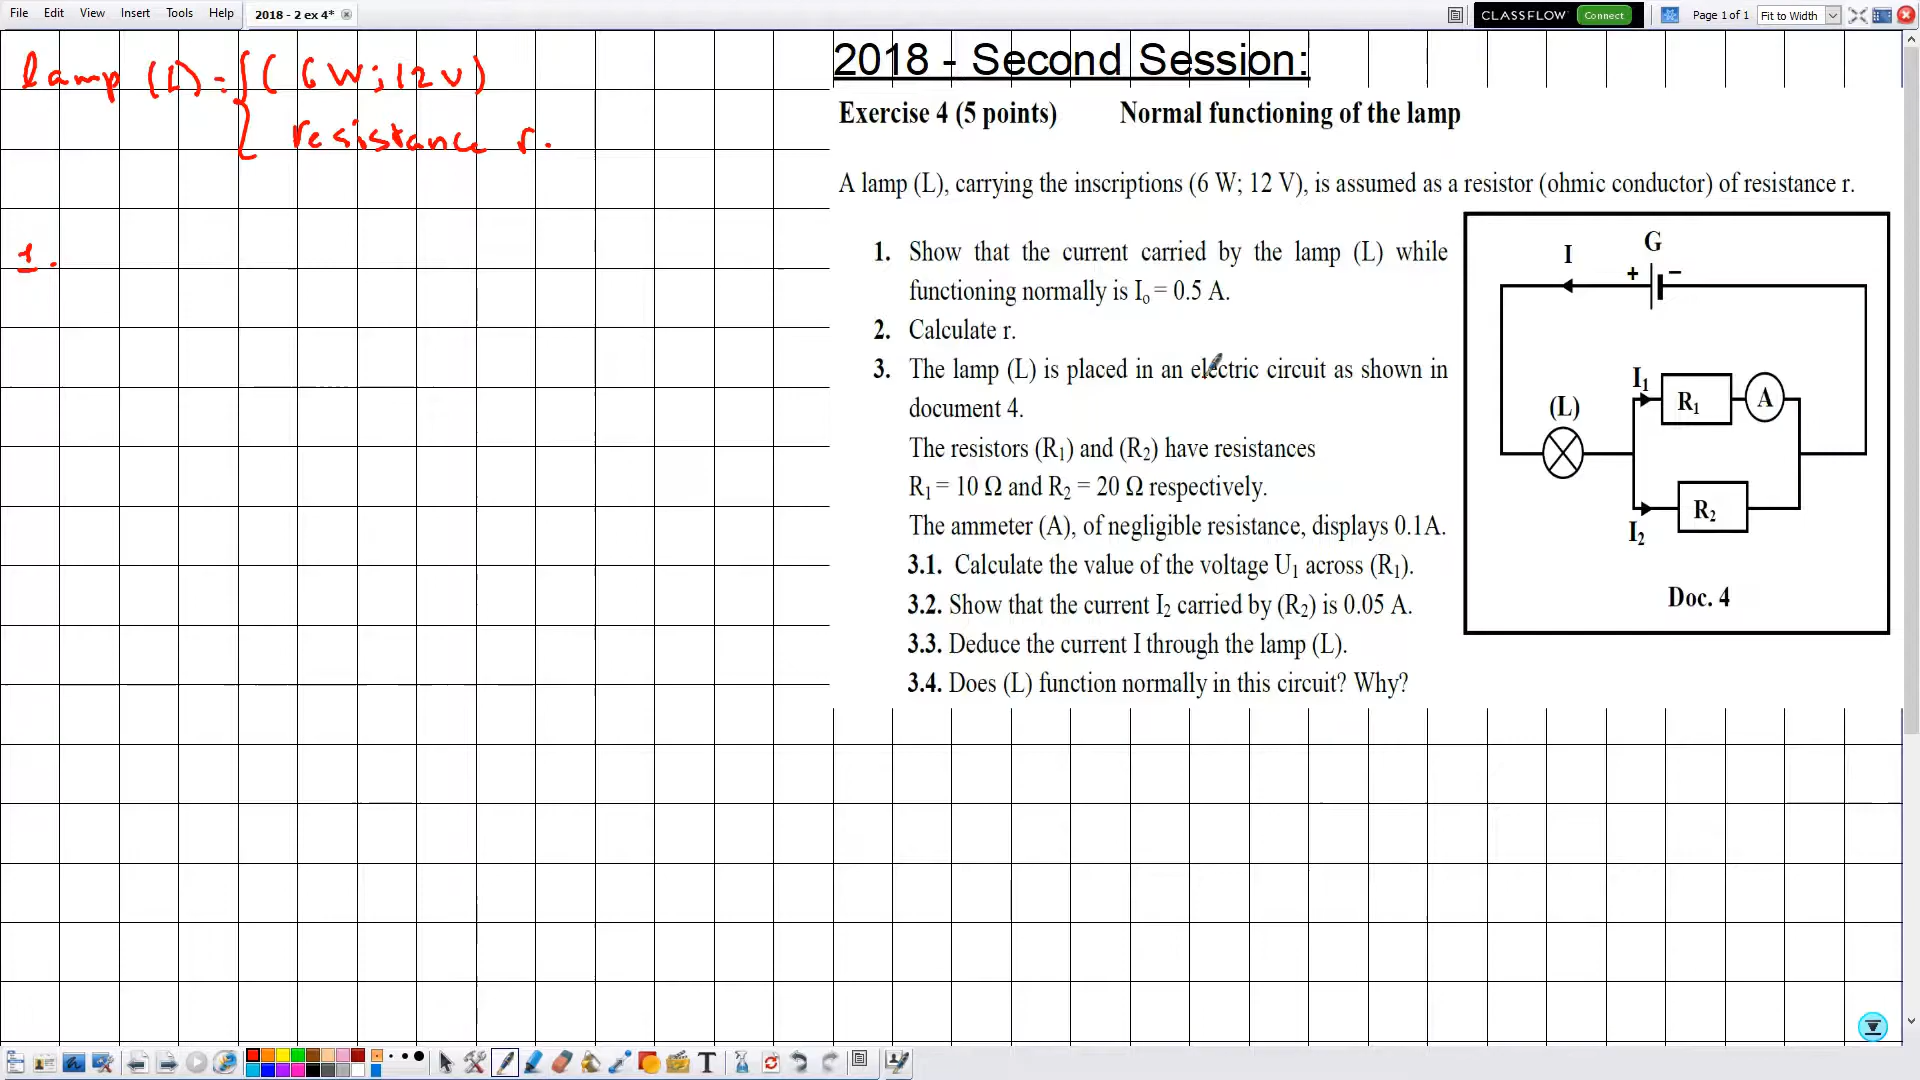 File Edit View Insert Tools Help 2018 - 2 ex 4* CLASSFLOW Connect Page 1 of 1 Fit to Width
lamp (L) : { ( 6 W ; 12 V )
resistance r.
1.
2018 - Second Session:
Exercise 4 (5 points) Normal functioning of the lamp
A lamp (L), carrying the inscriptions (6 W; 12 V), is assumed as a resistor (ohmic conductor) of resistance r.
1. Show that the current carried by the lamp (L) while
functioning normally is I₀ = 0.5 A.
2. Calculate r.
3. The lamp (L) is placed in an electric circuit as shown in
document 4.
The resistors (R₁) and (R₂) have resistances
R₁ = 10 Ω and R₂ = 20 Ω respectively.
The ammeter (A), of negligible resistance, displays 0.1A.
3.1. Calculate the value of the voltage U₁ across (R₁).
3.2. Show that the current I₂ carried by (R₂) is 0.05 A.
3.3. Deduce the current I through the lamp (L).
3.4. Does (L) function normally in this circuit? Why?
G
I
+ −
I₁
R₁ A
(L)
R₂
I₂
Doc. 4
T